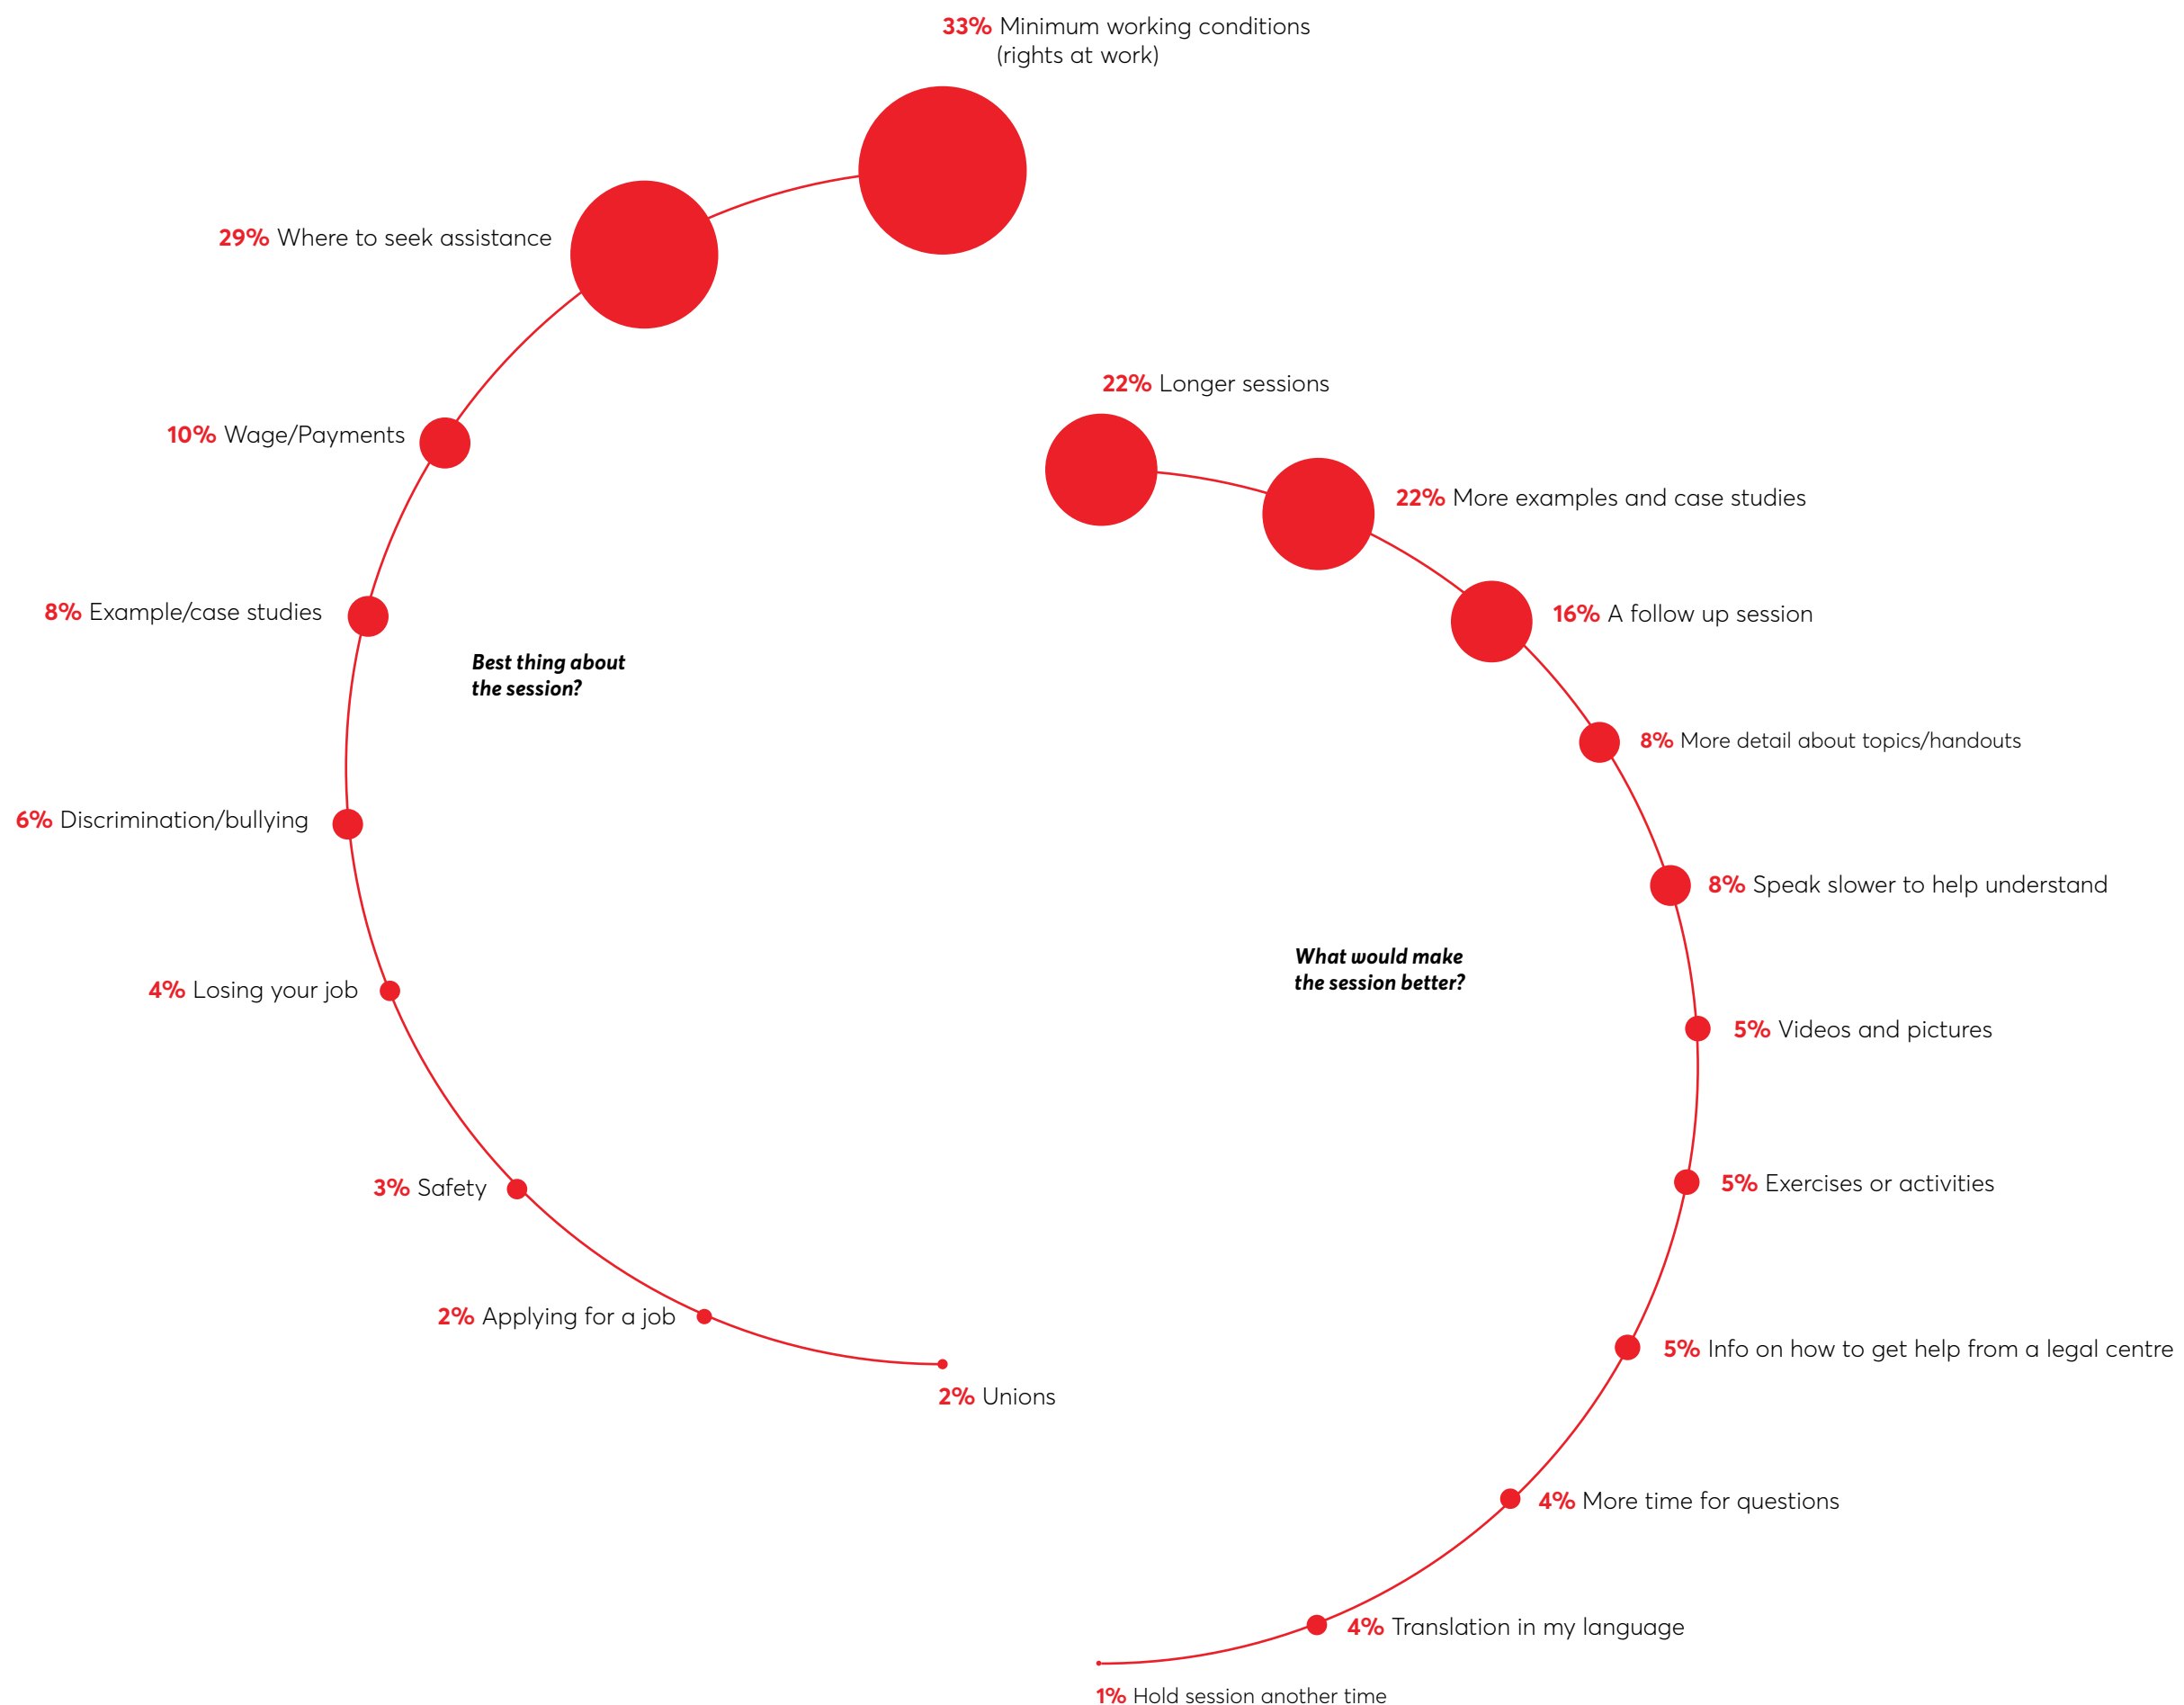 33% Minimum working conditions
(rights at work)
29% Where to seek assistance
10% Wage/Payments
8% Example/case studies
Best thing about
the session?
6% Discrimination/bullying
4% Losing your job
3% Safety
2% Applying for a job
2% Unions
22% Longer sessions
22% More examples and case studies
16% A follow up session
8% More detail about topics/handouts
8% Speak slower to help understand
What would make
the session better?
5% Videos and pictures
5% Exercises or activities
5% Info on how to get help from a legal centre
4% More time for questions
4% Translation in my language
1% Hold session another time